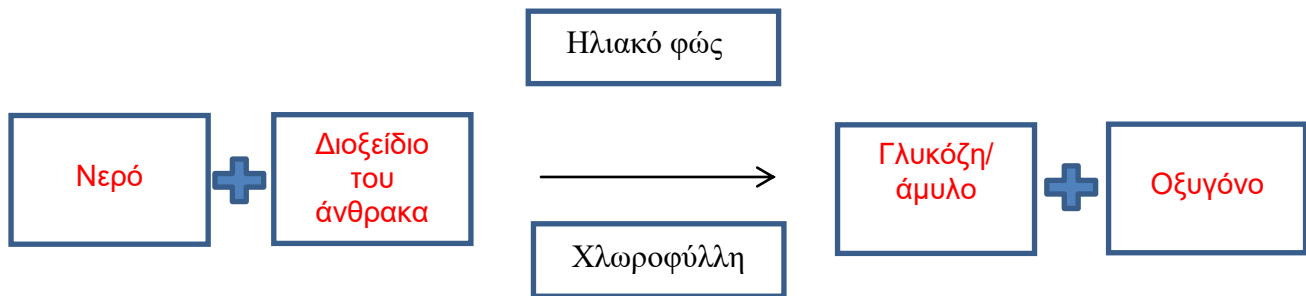 Ηλιακό φώς
Νερό
Διοξείδιο
του
άνθρακα
Γλυκόζη/
άμυλο
Οξυγόνο
Χλωροφύλλη